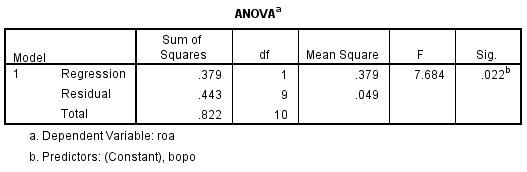 ANOVAa
Model Sum of Squares df Mean Square F Sig.
1 Regression .379 1 .379 7.684 .022b
Residual .443 9 .049
Total .822 10
a. Dependent Variable: roa
b. Predictors: (Constant), bopo